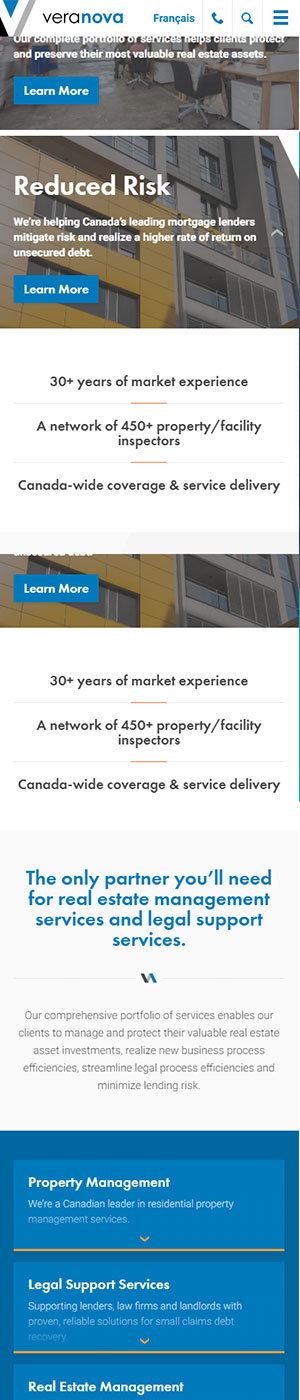 veranova
Français
Our complete portfolio of services helps clients protect
and preserve their most valuable real estate assets.
Learn More
Reduced Risk
We're helping Canada's leading mortgage lenders
mitigate risk and realize a higher rate of return on
unsecured debt.
Learn More
30+ years of market experience
A network of 450+ property/facility
inspectors
Canada-wide coverage & service delivery
unsecured debt.
Learn More
30+ years of market experience
A network of 450+ property/facility
inspectors
Canada-wide coverage & service delivery
The only partner you'll need
for real estate management
services and legal support
services.
Our comprehensive portfolio of services enables our
clients to manage and protect their valuable real estate
asset investments, realize new business process
efficiencies, streamline legal process efficiencies and
minimize lending risk.
Property Management
We're a Canadian leader in residential property
management services.
Legal Support Services
Supporting lenders, law firms and landlords with
proven, reliable solutions for small claims debt
recovery.
Real Estate Management